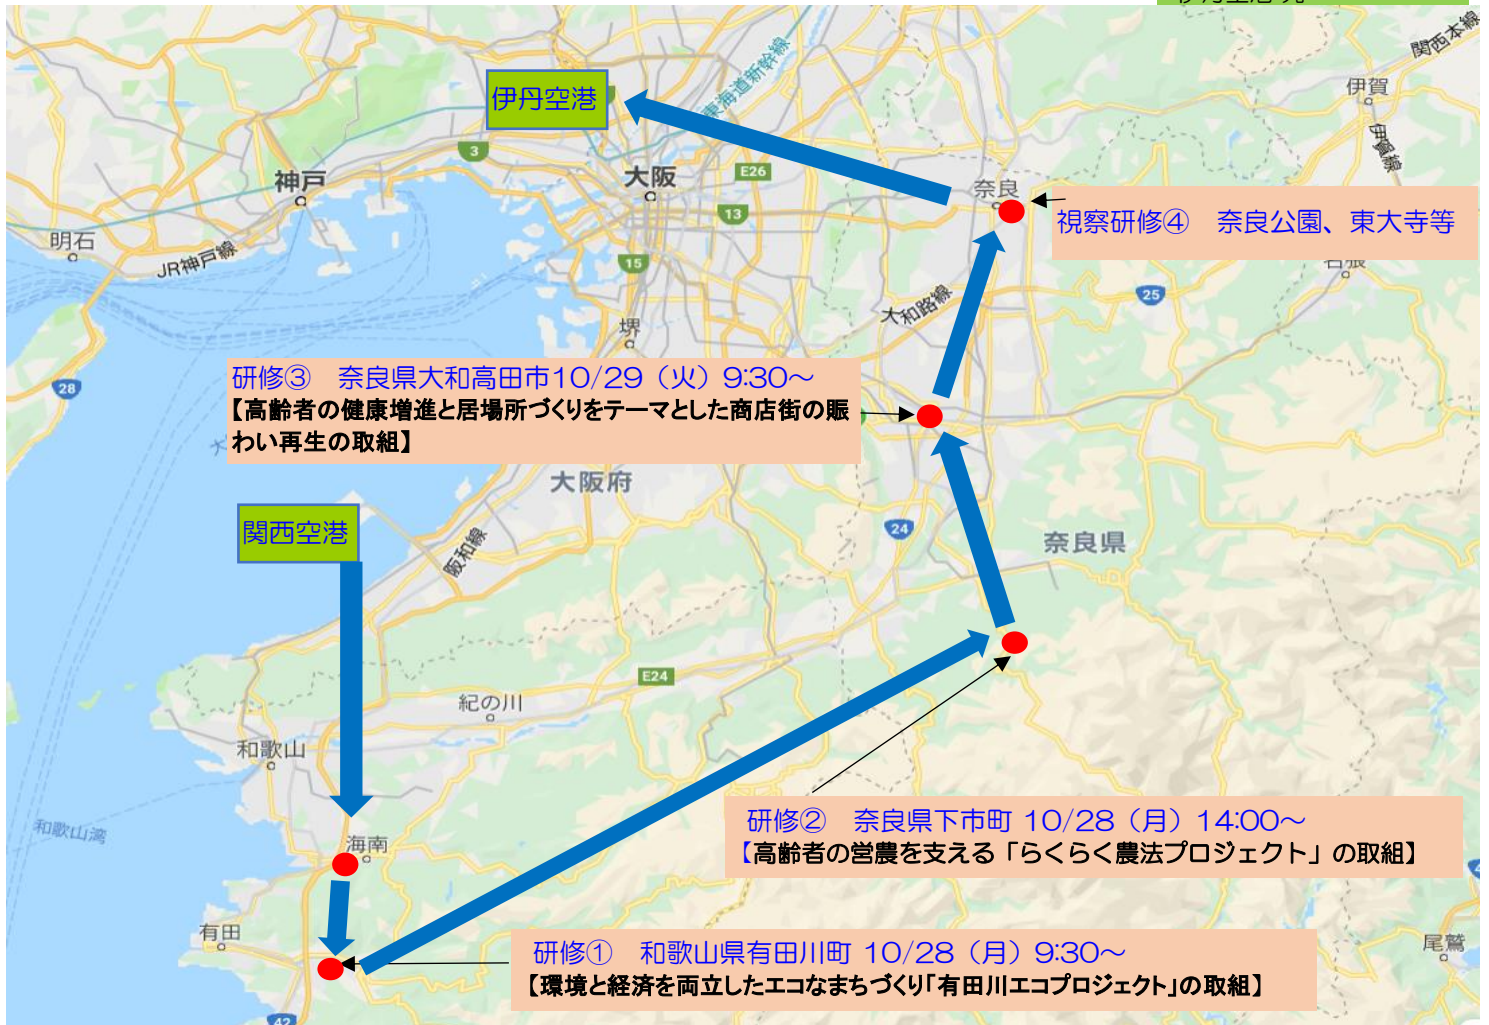 関西本線
伊賀
伊賀線
東海道新幹線
伊丹空港
3
神戸
大阪
E26
奈良
13
視察研修④　奈良公園、東大寺等
明石
JR神戸線
15
25
大和路線
堺
28
研修③　奈良県大和高田市10/29（火）9:30～
【高齢者の健康増進と居場所づくりをテーマとした商店街の賑
わい再生の取組】
大阪府
関西空港
阪和線
24
奈良県
E24
紀の川
和歌山
和歌山湾
海南
研修②　奈良県下市町 10/28（月）14:00～
【高齢者の営農を支える「らくらく農法プロジェクト」の取組】
有田
尾鷲
研修①　和歌山県有田川町 10/28（月）9:30～
【環境と経済を両立したエコなまちづくり「有田川エコプロジェクト」の取組】
42